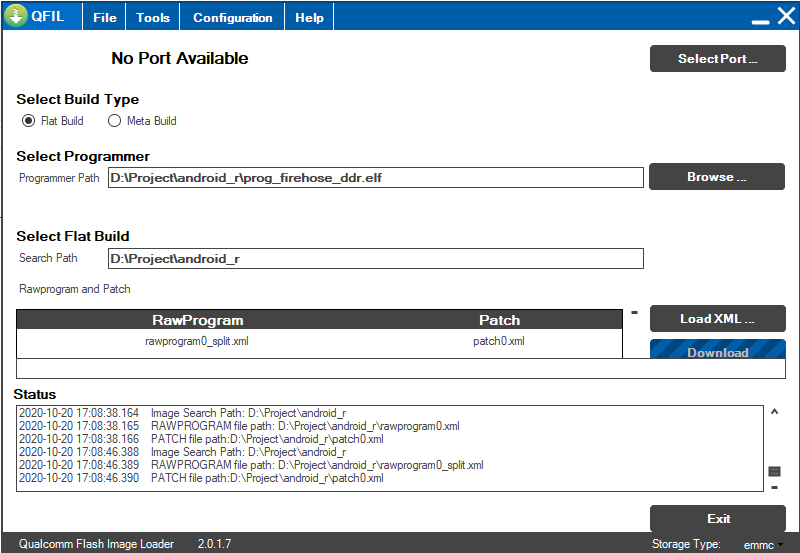 QFIL File Tools Configuration Help
No Port Available Select Port ...
Select Build Type
Flat Build Meta Build
Select Programmer
Programmer Path D:\Project\android_r\prog_firehose_ddr.elf Browse ...
Select Flat Build
Search Path D:\Project\android_r
Rawprogram and Patch
RawProgram Patch Load XML ...
rawprogram0_split.xml patch0.xml Download
Status
2020-10-20 17:08:38.164 Image Search Path: D:\Project\android_r
2020-10-20 17:08:38.165 RAWPROGRAM file path: D:\Project\android_r\rawprogram0.xml
2020-10-20 17:08:38.166 PATCH file path:D:\Project\android_r\patch0.xml
2020-10-20 17:08:46.388 Image Search Path: D:\Project\android_r
2020-10-20 17:08:46.389 RAWPROGRAM file path: D:\Project\android_r\rawprogram0_split.xml
2020-10-20 17:08:46.390 PATCH file path:D:\Project\android_r\patch0.xml
Exit
Qualcomm Flash Image Loader 2.0.1.7 Storage Type: emmc